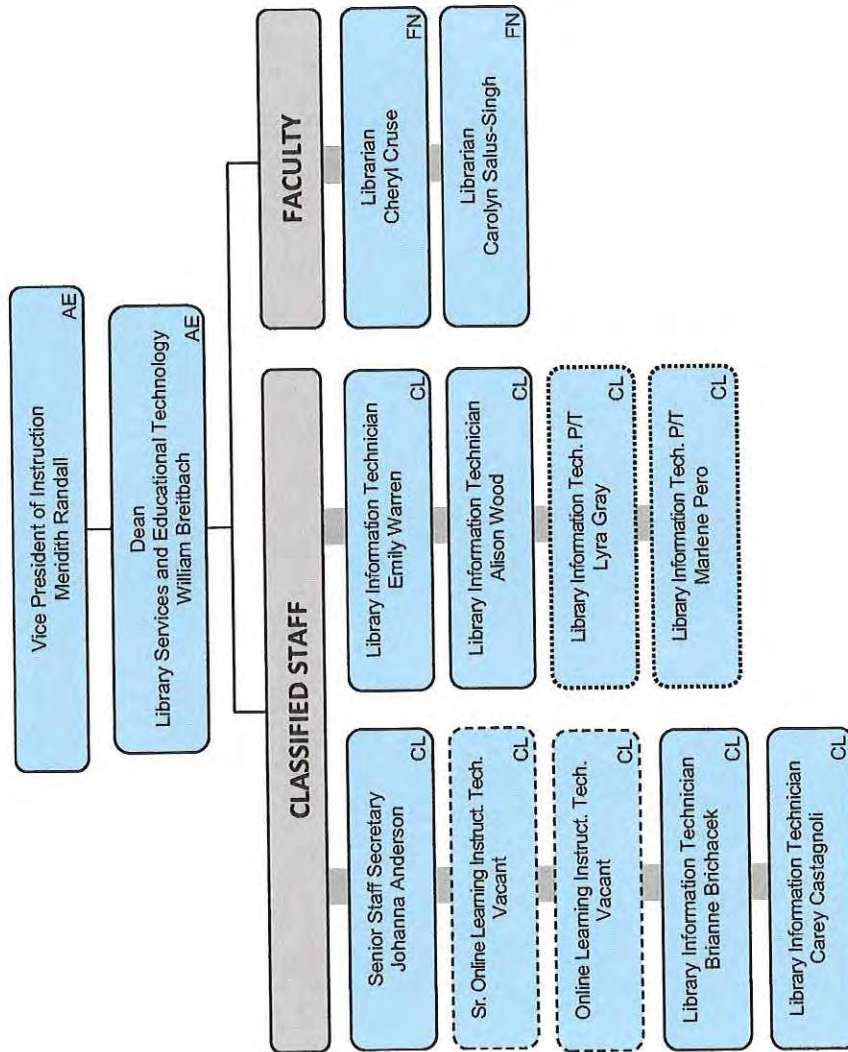 Vice President of Instruction
Meridith Randall
AE
Dean
Library Services and Educational Technology
William Breitbach
AE
CLASSIFIED STAFF
Senior Staff Secretary
Johanna Anderson
CL
Sr. Online Learning Instruct. Tech.
Vacant
CL
Online Learning Instruct. Tech.
Vacant
CL
Library Information Technician
Brianne Brichacek
CL
Library Information Technician
Carey Castagnoli
CL
Library Information Technician
Emily Warren
CL
Library Information Technician
Alison Wood
CL
Library Information Tech. P/T
Lyra Gray
CL
Library Information Tech. P/T
Marlene Pero
CL
FACULTY
Librarian
Cheryl Cruse
FN
Librarian
Carolyn Salus-Singh
FN